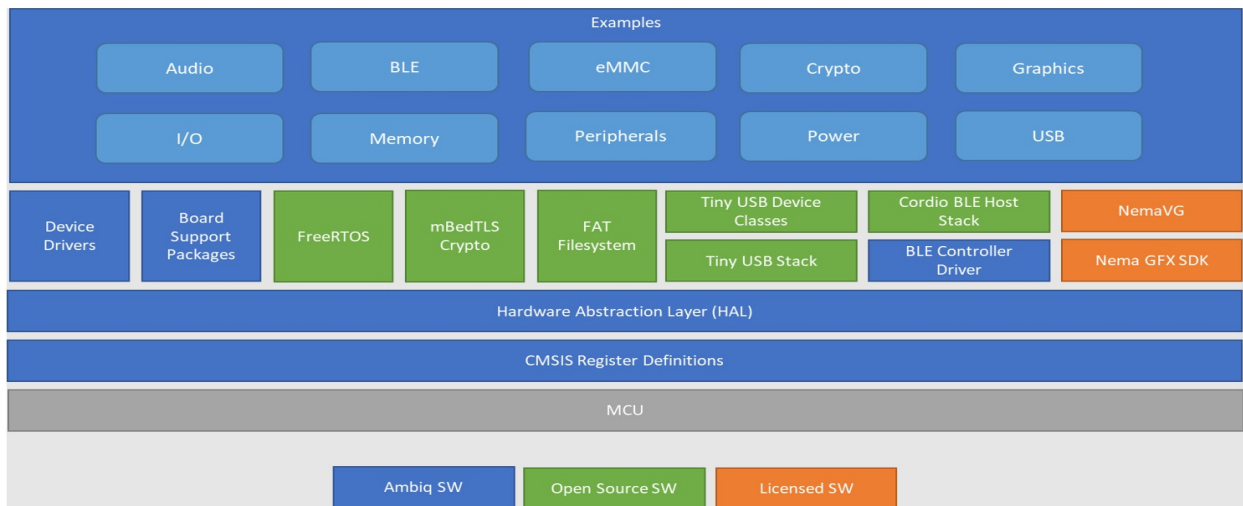 Examples
Audio
BLE
eMMC
Crypto
Graphics
I/O
Memory
Peripherals
Power
USB
Device
Drivers
Board
Support
Packages
FreeRTOS
mBedTLS
Crypto
FAT
Filesystem
Tiny USB Device
Classes
Tiny USB Stack
Cordio BLE Host
Stack
BLE Controller
Driver
NemaVG
Nema GFX SDK
Hardware Abstraction Layer (HAL)
CMSIS Register Definitions
MCU
Ambiq SW
Open Source SW
Licensed SW